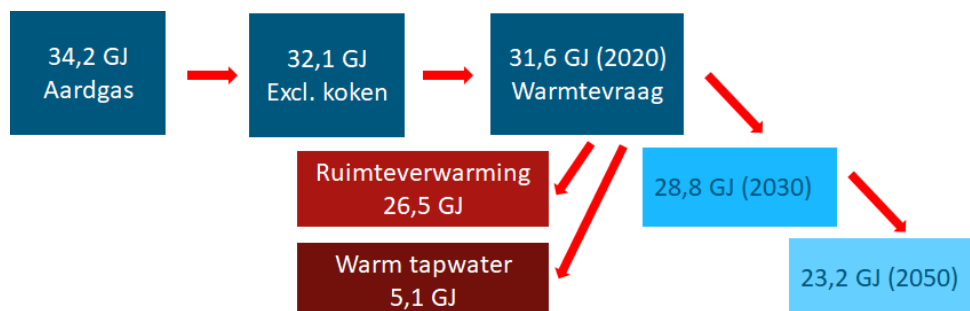 34,2 GJ
Aardgas
32,1 GJ
Excl. koken
31,6 GJ (2020)
Warmtevraag
Ruimteverwarming
26,5 GJ
28,8 GJ (2030)
Warm tapwater
5,1 GJ
23,2 GJ (2050)